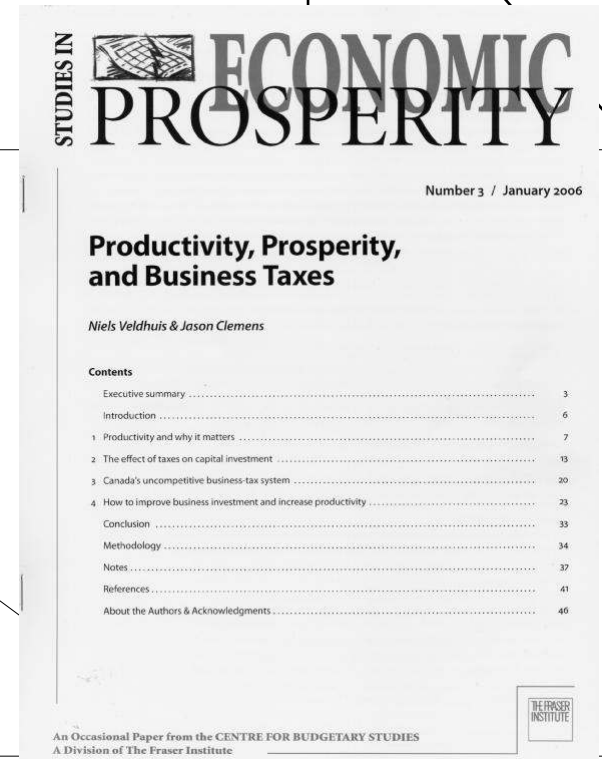 STUDIES IN
ECONOMIC
PROSPERITY
Number 3 / January 2006
Productivity, Prosperity,
and Business Taxes
Niels Veldhuis & Jason Clemens
Contents
Executive summary 3
Introduction 6
1 Productivity and why it matters 7
2 The effect of taxes on capital investment 13
3 Canada's uncompetitive business-tax system 20
4 How to improve business investment and increase productivity 23
Conclusion 33
Methodology 34
Notes 37
References 41
About the Authors & Acknowledgments 46
THE FRASER
INSTITUTE
An Occasional Paper from the CENTRE FOR BUDGETARY STUDIES
A Division of The Fraser Institute